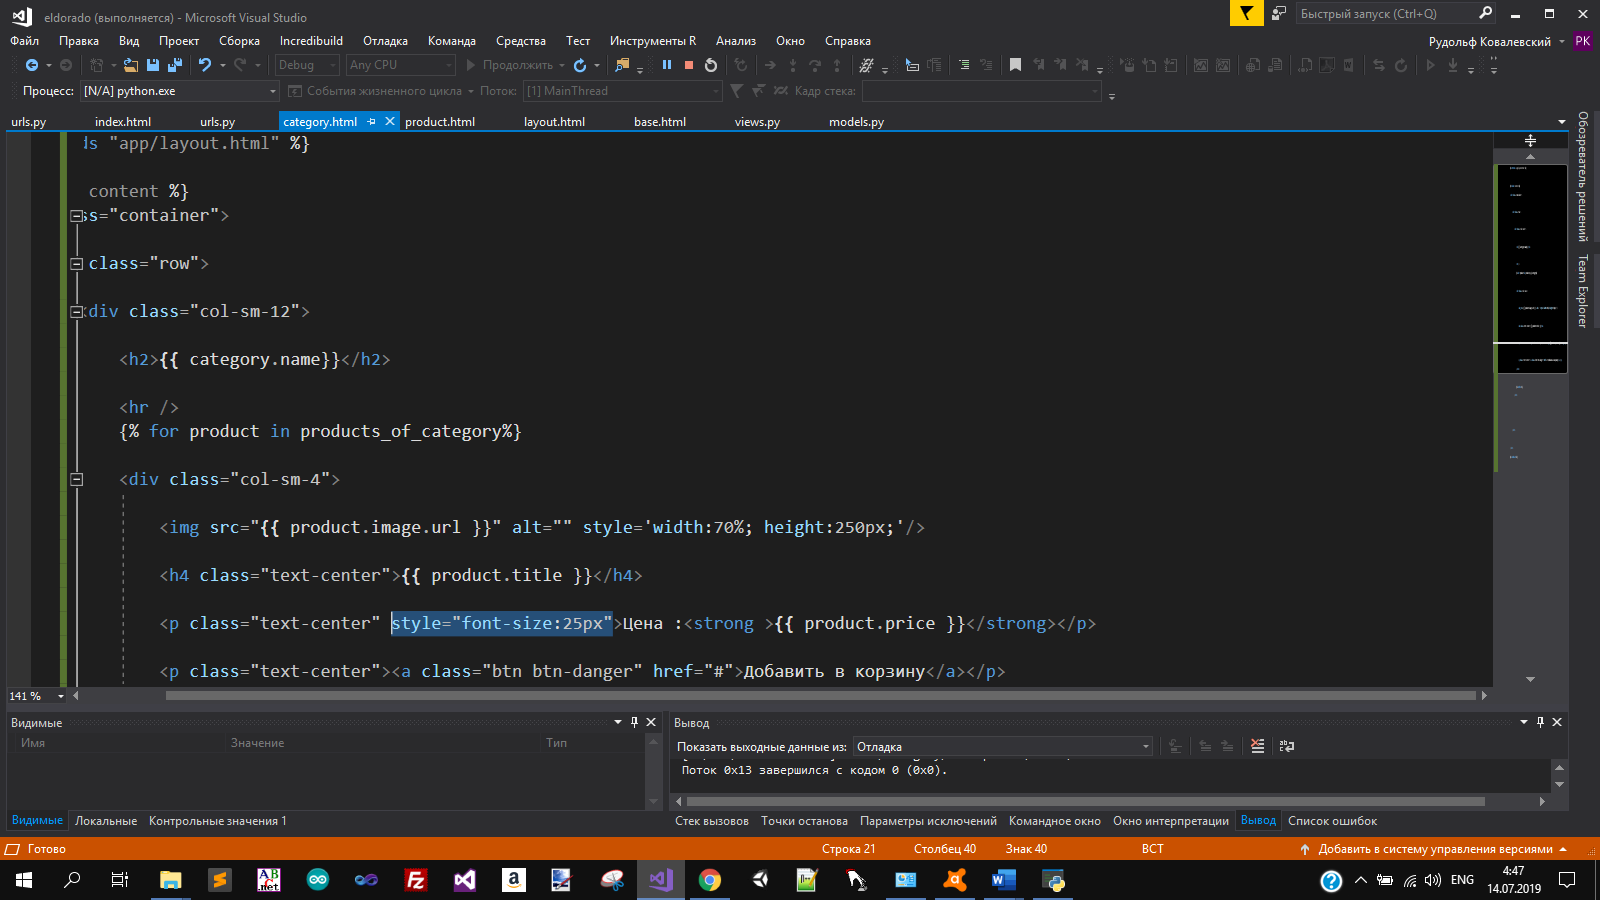 eldorado (выполняется) - Microsoft Visual Studio
Быстрый запуск (Ctrl+Q)
Файл Правка Вид Проект Сборка Incredibuild Отладка Команда Средства Тест Инструменты R Анализ Окно Справка
Рудольф Ковалевский РК
Debug Any CPU Продолжить
Процесс: [N/A] python.exe События жизненного цикла Поток: [1] MainThread Кадр стека:
urls.py index.html urls.py category.html product.html layout.html base.html views.py models.py
ds "app/layout.html" %}
content %}
ss="container">
class="row">
<div class="col-sm-12">
<h2>{{ category.name}}</h2>
<hr />
{% for product in products_of_category%}
<div class="col-sm-4">
<img src="{{ product.image.url }}" alt="" style='width:70%; height:250px;'/>
<h4 class="text-center">{{ product.title }}</h4>
<p class="text-center" style="font-size:25px">Цена :<strong >{{ product.price }}</strong></p>
<p class="text-center"><a class="btn btn-danger" href="#">Добавить в корзину</a></p>
141 %
Обозреватель решений
Team Explorer
Видимые
Имя Значение Тип
Видимые Локальные Контрольные значения 1
Вывод
Показать выходные данные из: Отладка
Поток 0x13 завершился с кодом 0 (0x0).
Стек вызовов Точки останова Параметры исключений Командное окно Окно интерпретации Вывод Список ошибок
Готово Строка 21 Столбец 40 Знак 40 ВСТ Добавить в систему управления версиями
ABC .net
ENG
4:47
14.07.2019